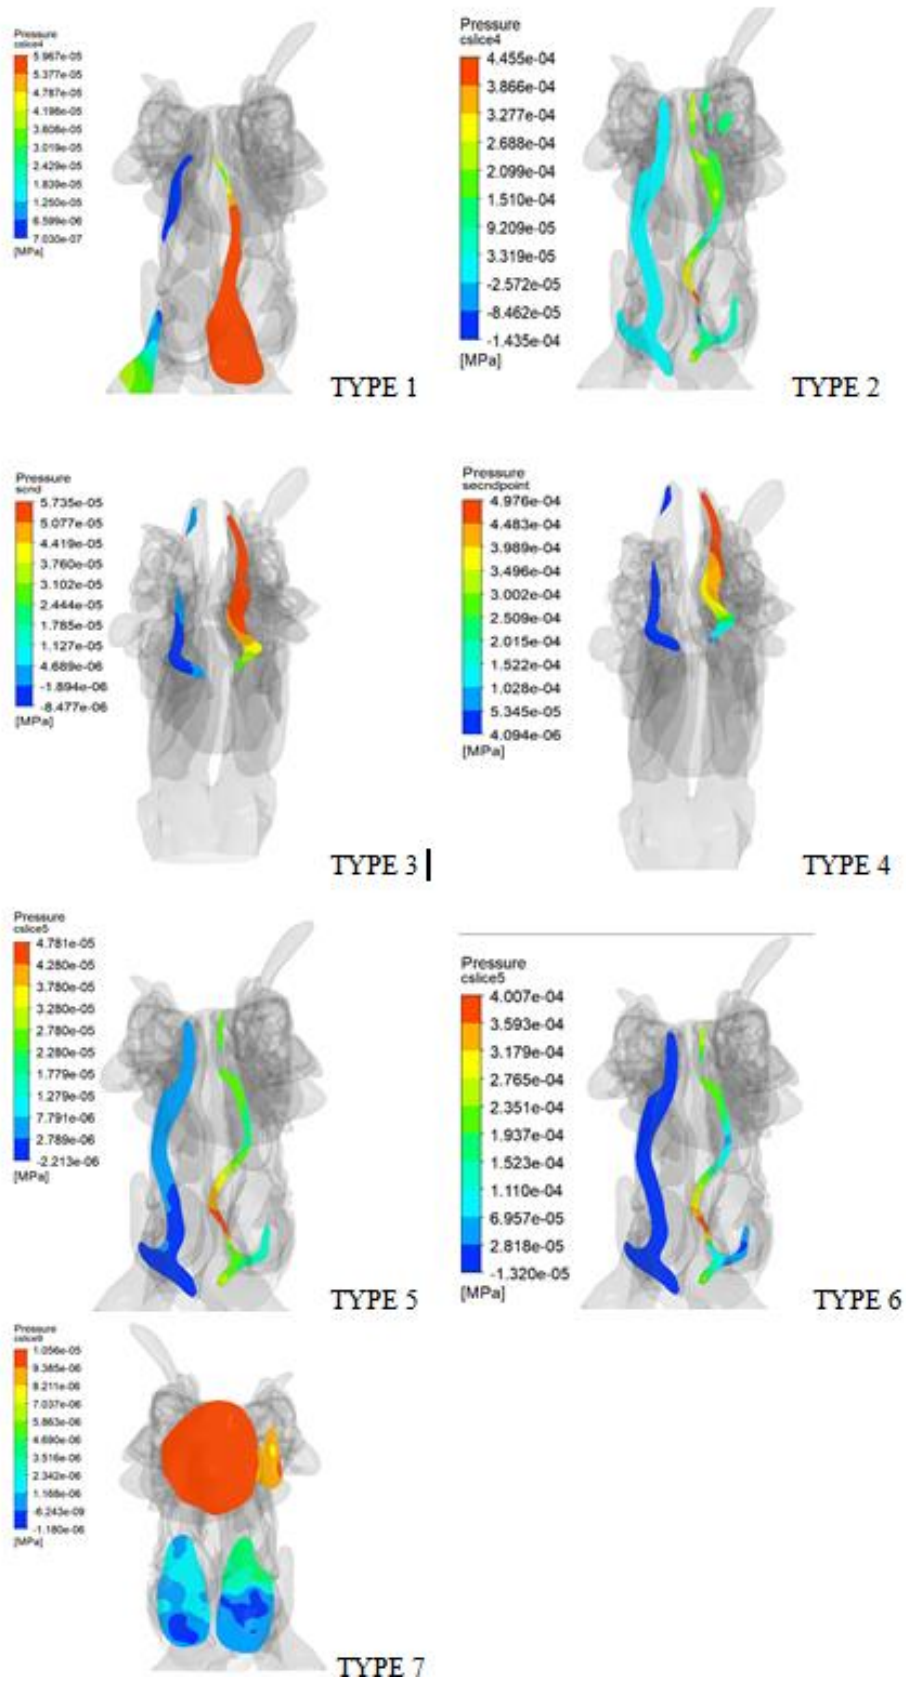 Pressure
cslice4
5.967e-05
5.377e-05
4.787e-05
4.198e-05
3.608e-05
3.019e-05
2.429e-05
1.839e-05
1.250e-05
6.599e-06
7.030e-07
[MPa]
TYPE 1
Pressure
cslice4
4.455e-04
3.866e-04
3.277e-04
2.688e-04
2.099e-04
1.510e-04
9.209e-05
3.319e-05
-2.572e-05
-8.462e-05
-1.435e-04
[MPa]
TYPE 2
Pressure
scnd
5.735e-05
5.077e-05
4.419e-05
3.760e-05
3.102e-05
2.444e-05
1.785e-05
1.127e-05
4.689e-06
-1.894e-06
-8.477e-06
[MPa]
TYPE 3
Pressure
secndpoint
4.976e-04
4.483e-04
3.989e-04
3.496e-04
3.002e-04
2.509e-04
2.015e-04
1.522e-04
1.028e-04
5.345e-05
4.094e-06
[MPa]
TYPE 4
Pressure
cslice5
4.781e-05
4.280e-05
3.780e-05
3.280e-05
2.780e-05
2.280e-05
1.779e-05
1.279e-05
7.791e-06
2.789e-06
-2.213e-06
[MPa]
TYPE 5
Pressure
cslice5
4.007e-04
3.593e-04
3.179e-04
2.765e-04
2.351e-04
1.937e-04
1.523e-04
1.110e-04
6.957e-05
2.818e-05
-1.320e-05
[MPa]
TYPE 6
Pressure
1.056e-05
9.385e-06
8.211e-06
7.037e-06
5.863e-06
4.690e-06
3.516e-06
2.342e-06
1.168e-06
-6.243e-09
-1.180e-06
[MPa]
TYPE 7